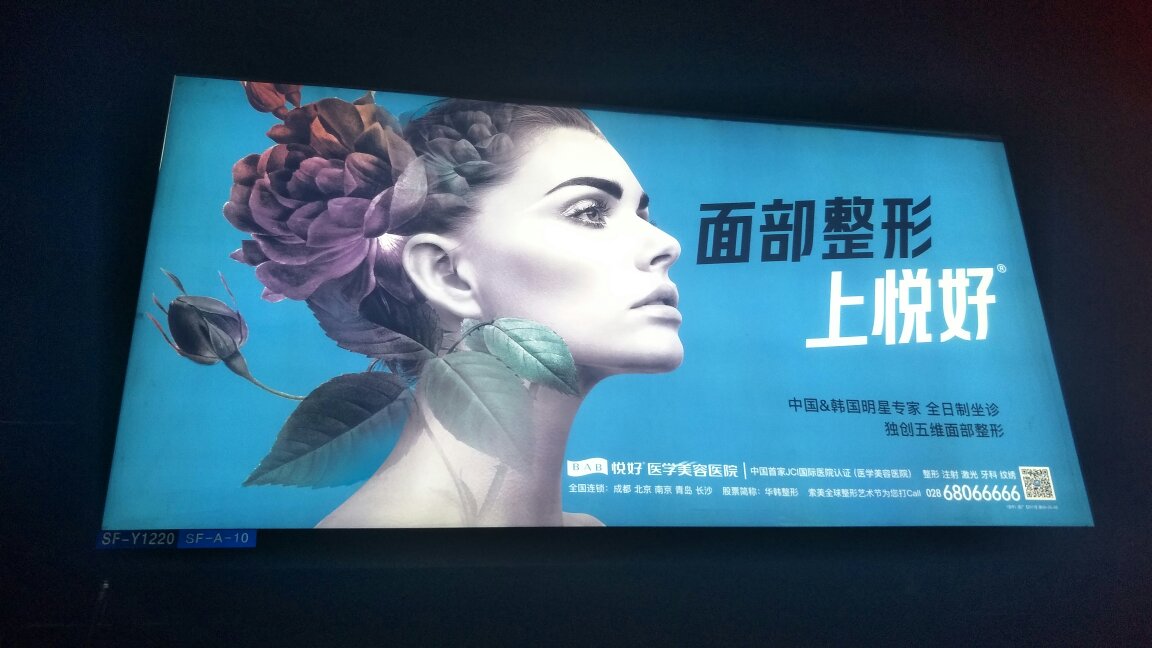 面部整形
上悦好®
中国&韩国明星专家 全日制坐诊
独创五维面部整形
BAB 悦好 医学美容医院 中国首家JCI国际医院认证(医学美容医院) 整形 注射 激光 牙科 纹绣
全国连锁：成都 北京 南京 青岛 长沙 股票简称：华韩整形 索美全球整形艺术节为您打Call 028 68066666
SF-Y1220 SF-A-10